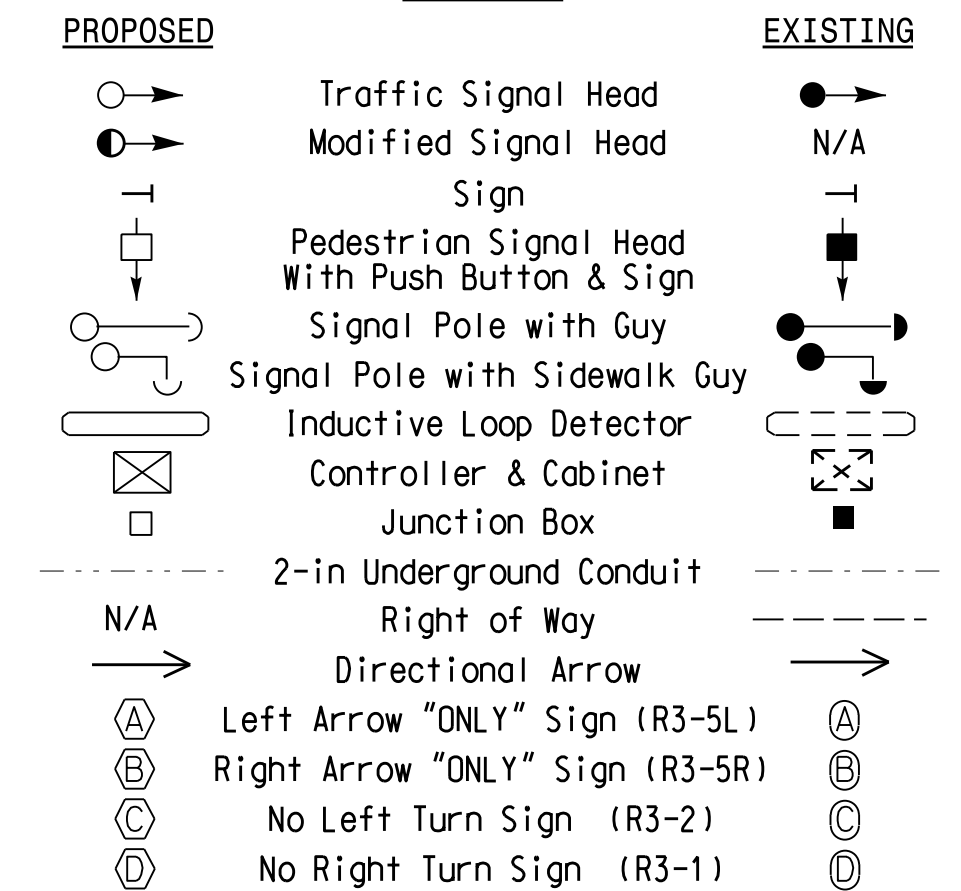 PROPOSED EXISTING
Traffic Signal Head
Modified Signal Head N/A
Sign
Pedestrian Signal Head
With Push Button & Sign
Signal Pole with Guy
Signal Pole with Sidewalk Guy
Inductive Loop Detector
Controller & Cabinet
Junction Box
2-in Underground Conduit
N/A Right of Way
Directional Arrow
A Left Arrow "ONLY" Sign (R3-5L) A
B Right Arrow "ONLY" Sign (R3-5R) B
C No Left Turn Sign (R3-2) C
D No Right Turn Sign (R3-1) D